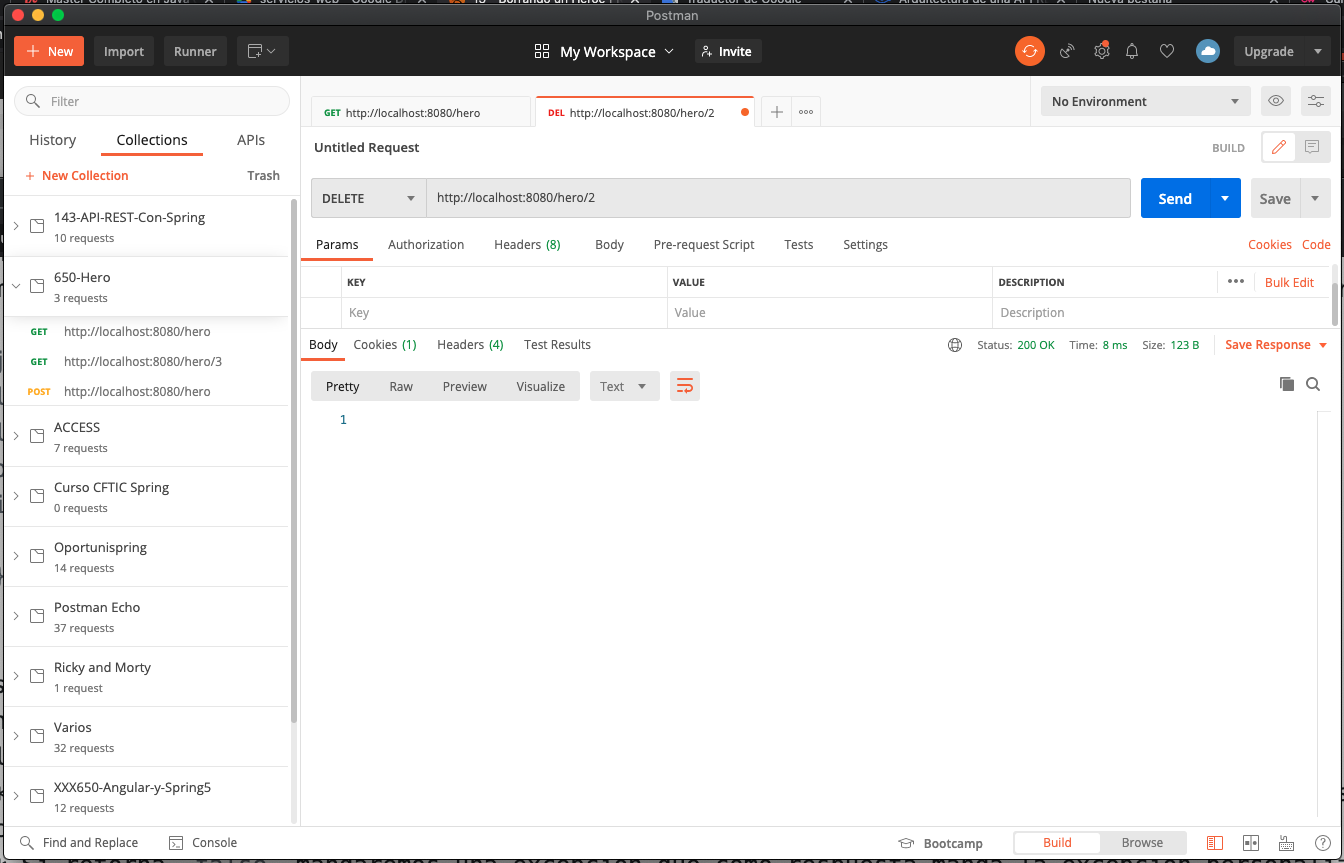 Postman
New Import Runner My Workspace Invite Upgrade
Filter
GET http://localhost:8080/hero DEL http://localhost:8080/hero/2 No Environment
History Collections APIs
Untitled Request BUILD
New Collection Trash
DELETE http://localhost:8080/hero/2 Send Save
143-API-REST-Con-Spring
10 requests
Params Authorization Headers (8) Body Pre-request Script Tests Settings Cookies Code
650-Hero
3 requests
KEY VALUE DESCRIPTION Bulk Edit
Key Value Description
GET http://localhost:8080/hero
GET http://localhost:8080/hero/3
POST http://localhost:8080/hero
Body Cookies (1) Headers (4) Test Results Status: 200 OK Time: 8 ms Size: 123 B Save Response
Pretty Raw Preview Visualize Text
1
ACCESS
7 requests
Curso CFTIC Spring
0 requests
Oportunispring
14 requests
Postman Echo
37 requests
Ricky and Morty
1 request
Varios
32 requests
XXX650-Angular-y-Spring5
12 requests
Find and Replace Console Bootcamp Build Browse